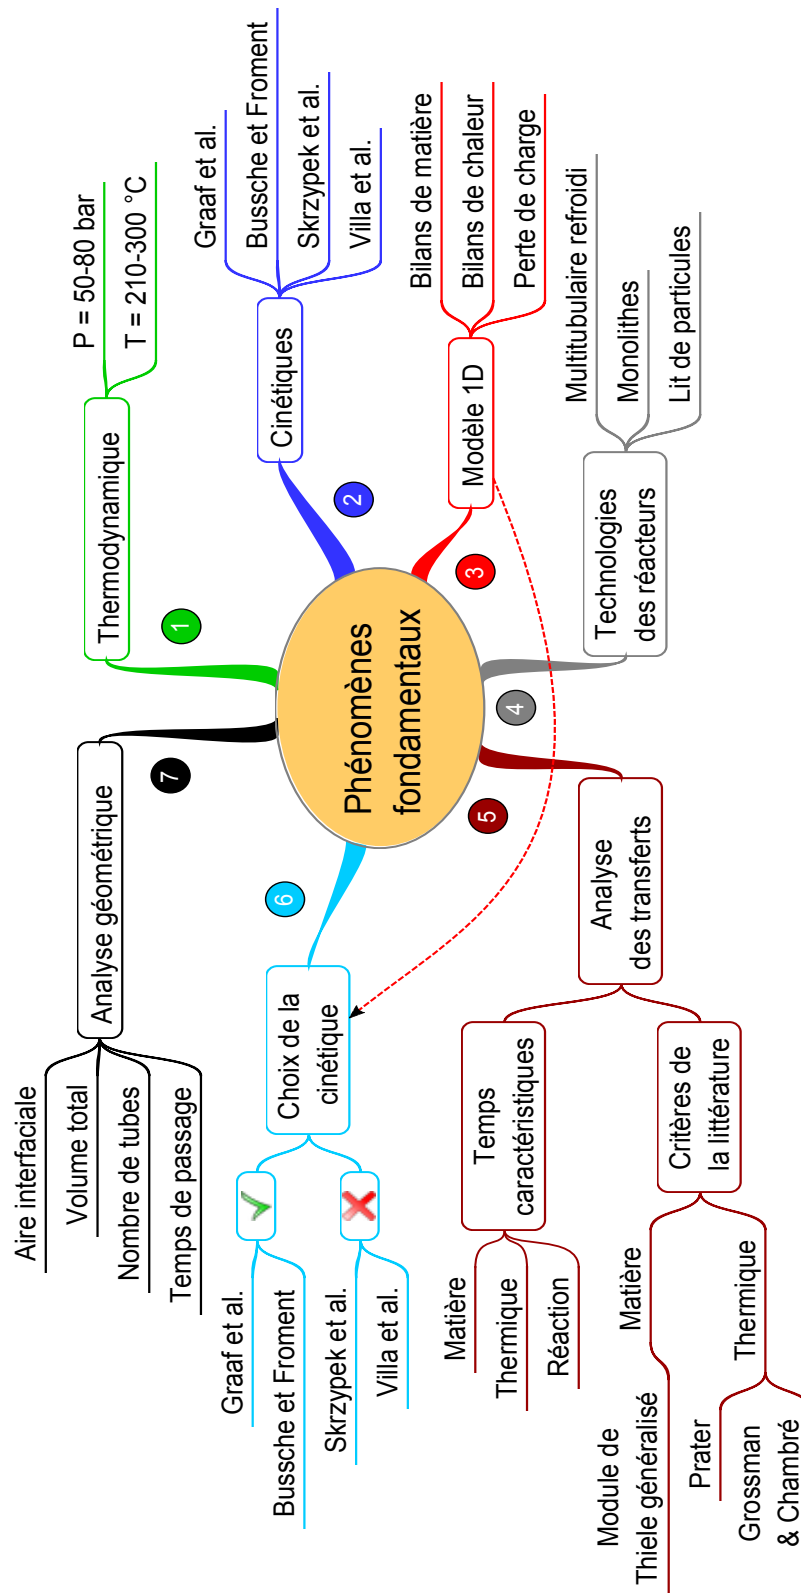 Phénomènes
fondamentaux
1
Thermodynamique
P = 50-80 bar
T = 210-300 °C
2
Cinétiques
Graaf et al.
Bussche et Froment
Skrzypek et al.
Villa et al.
3
Modèle 1D
Bilans de matière
Bilans de chaleur
Perte de charge
4
Technologies
des réacteurs
Multitubulaire refroidi
Monolithes
Lit de particules
5
Analyse
des transferts
Temps
caractéristiques
Matière
Thermique
Réaction
Critères de
la littérature
Matière
Module de
Thiele généralisé
Thermique
Prater
Grossman
& Chambré
6
Choix de la
cinétique
Graaf et al.
Bussche et Froment
Skrzypek et al.
Villa et al.
7
Analyse géométrique
Aire interfaciale
Volume total
Nombre de tubes
Temps de passage